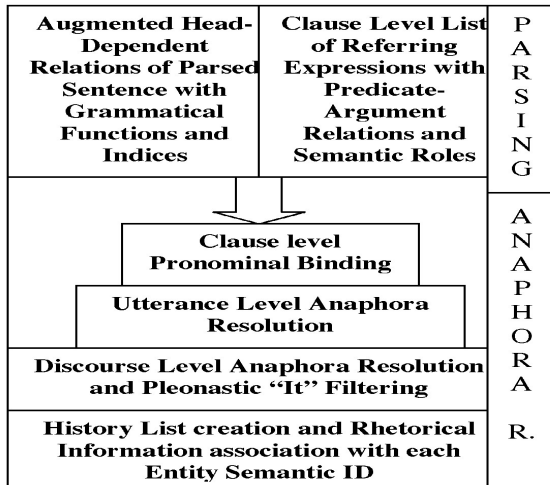 Augmented Head-
Dependent
Relations of Parsed
Sentence with
Grammatical
Functions and
Indices
Clause Level List
of Referring
Expressions with
Predicate-
Argument
Relations and
Semantic Roles
P
A
R
S
I
N
G
Clause level
Pronominal Binding
Utterance Level Anaphora
Resolution
Discourse Level Anaphora Resolution
and Pleonastic “It” Filtering
History List creation and Rhetorical
Information association with each
Entity Semantic ID
A
N
A
P
H
O
R
A
R.